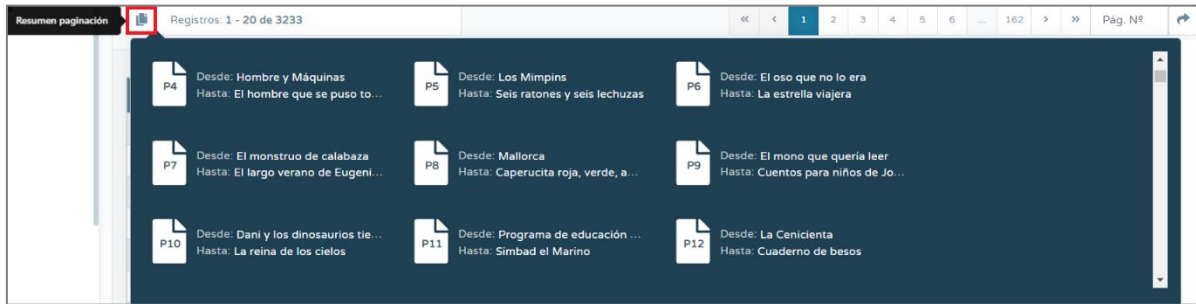 Resumen paginación
Registros: 1 - 20 de 3233
« ‹ 1 2 3 4 5 6 ... 162 › » Pág. Nº
P4
Desde: Hombre y Máquinas
Hasta: El hombre que se puso to...
P5
Desde: Los Mimpins
Hasta: Seis ratones y seis lechuzas
P6
Desde: El oso que no lo era
Hasta: La estrella viajera
P7
Desde: El monstruo de calabaza
Hasta: El largo verano de Eugeni...
P8
Desde: Mallorca
Hasta: Caperucita roja, verde, a...
P9
Desde: El mono que quería leer
Hasta: Cuentos para niños de Jo...
P10
Desde: Dani y los dinosaurios tie...
Hasta: La reina de los cielos
P11
Desde: Programa de educación ...
Hasta: Simbad el Marino
P12
Desde: La Cenicienta
Hasta: Cuaderno de besos